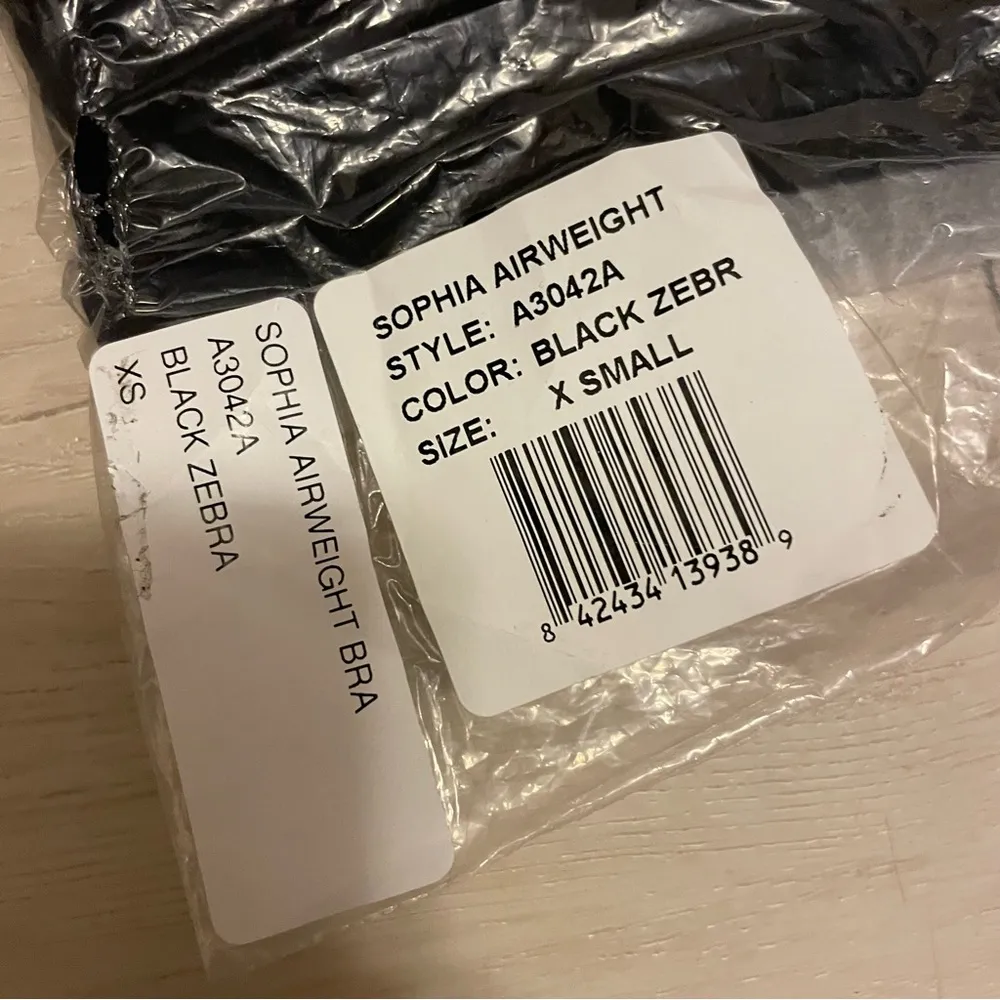 SOPHIA AIRWEIGHT
STYLE: A3042A
COLOR: BLACK ZEBR
SIZE: X SMALL
8 42434 13938 9
SOPHIA AIRWEIGHT BRA
A3042A
BLACK ZEBRA
XS